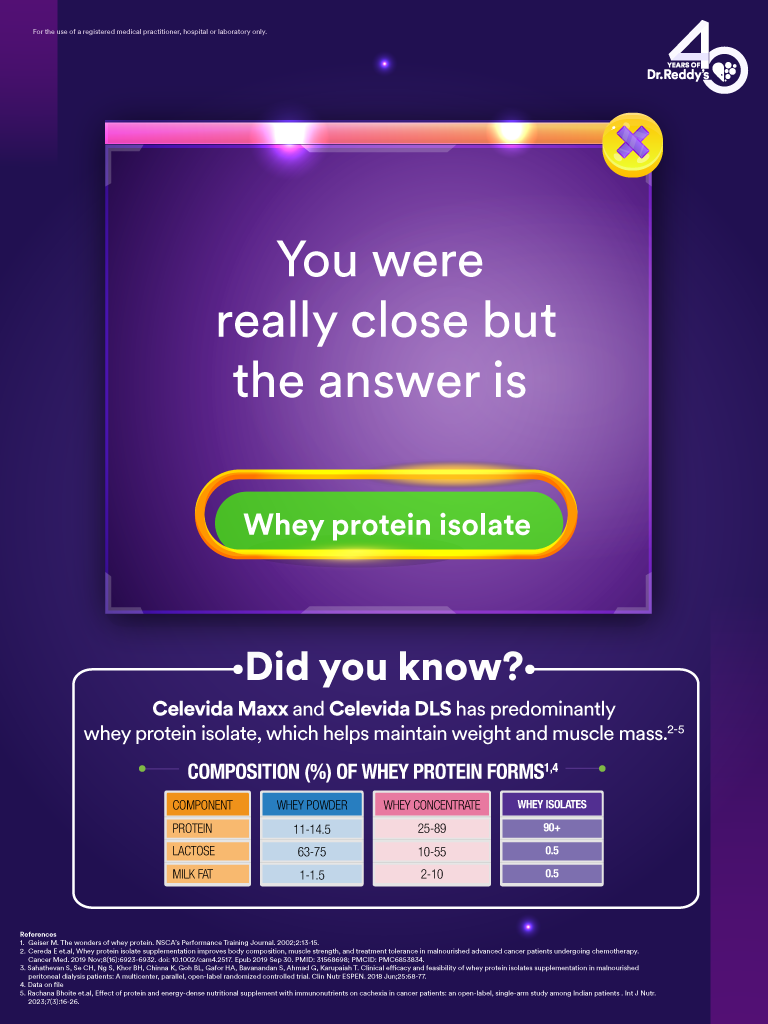 For the use of a registered medical practitioner, hospital or laboratory only.
40
YEARS OF
Dr.Reddy's
You were
really close but
the answer is
Whey protein isolate
Did you know?
Celevida Maxx and Celevida DLS has predominantly
whey protein isolate, which helps maintain weight and muscle mass.2-5
COMPOSITION (%) OF WHEY PROTEIN FORMS1,4
COMPONENT WHEY POWDER WHEY CONCENTRATE WHEY ISOLATES
PROTEIN 11-14.5 25-89 90+
LACTOSE 63-75 10-55 0.5
MILK FAT 1-1.5 2-10 0.5
References
1. Geiser M. The wonders of whey protein. NSCA's Performance Training Journal. 2002;2:13-15.
2. Cereda E et.al, Whey protein isolate supplementation improves body composition, muscle strength, and treatment tolerance in malnourished advanced cancer patients undergoing chemotherapy.
Cancer Med. 2019 Nov;8(16):6923-6932. doi: 10.1002/cam4.2517. Epub 2019 Sep 30. PMID: 31568698; PMCID: PMC6853834.
3. Sahathevan S, Se CH, Ng S, Khor BH, Chinna K, Goh BL, Gafor HA, Bavanandan S, Ahmad G, Karupaiah T. Clinical efficacy and feasibility of whey protein isolates supplementation in malnourished
peritoneal dialysis patients: A multicenter, parallel, open-label randomized controlled trial. Clin Nutr ESPEN. 2018 Jun;25:68-77.
4. Data on file
5. Rachana Bhoite et.al, Effect of protein and energy-dense nutritional supplement with immunonutrients on cachexia in cancer patients: an open-label, single-arm study among Indian patients . Int J Nutr.
2023;7(3):16-26.